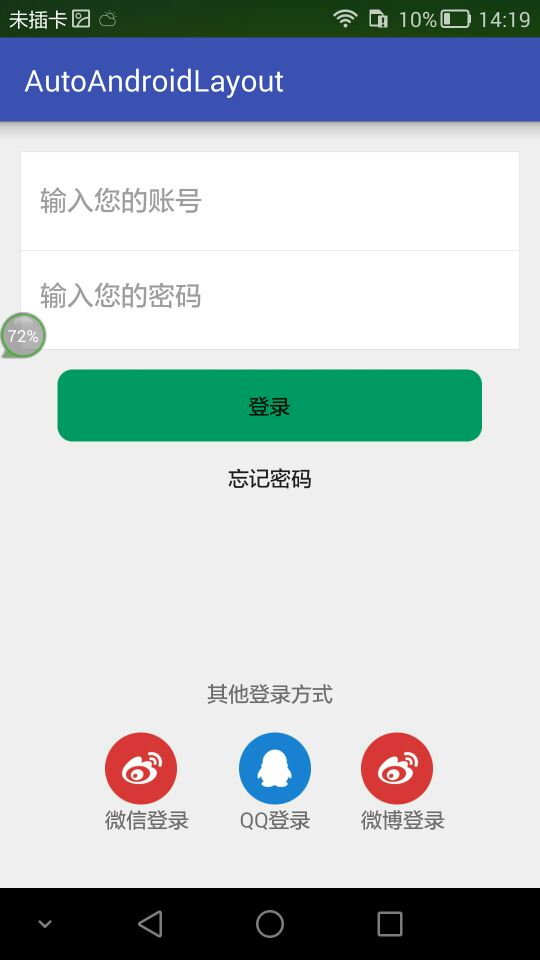 未插卡 10% 14:19
AutoAndroidLayout
输入您的账号
输入您的密码
72%
登录
忘记密码
其他登录方式
微信登录 QQ登录 微博登录